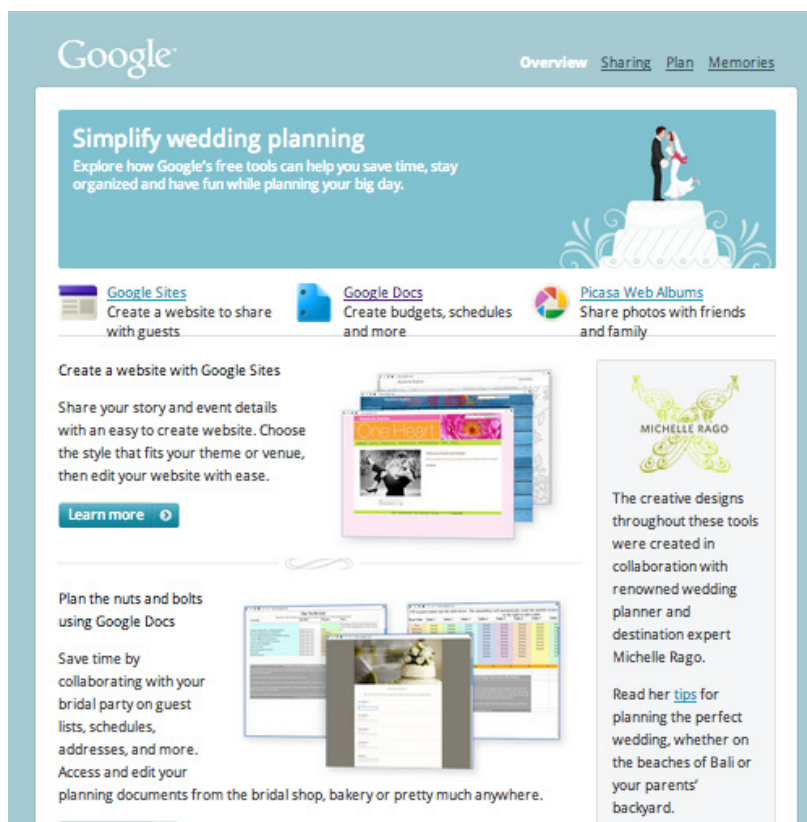 Google
Overview Sharing Plan Memories
Simplify wedding planning
Explore how Google's free tools can help you save time, stay
organized and have fun while planning your big day.
Google Sites
Create a website to share
with guests
Google Docs
Create budgets, schedules
and more
Picasa Web Albums
Share photos with friends
and family
Create a website with Google Sites
Share your story and event details
with an easy to create website. Choose
the style that fits your theme or venue,
then edit your website with ease.
Learn more
One Heart
Plan the nuts and bolts
using Google Docs
Save time by
collaborating with your
bridal party on guest
lists, schedules,
addresses, and more.
Access and edit your
planning documents from the bridal shop, bakery or pretty much anywhere.
MICHELLE RAGO
The creative designs
throughout these tools
were created in
collaboration with
renowned wedding
planner and
destination expert
Michelle Rago.
Read her tips for
planning the perfect
wedding, whether on
the beaches of Bali or
your parents'
backyard.